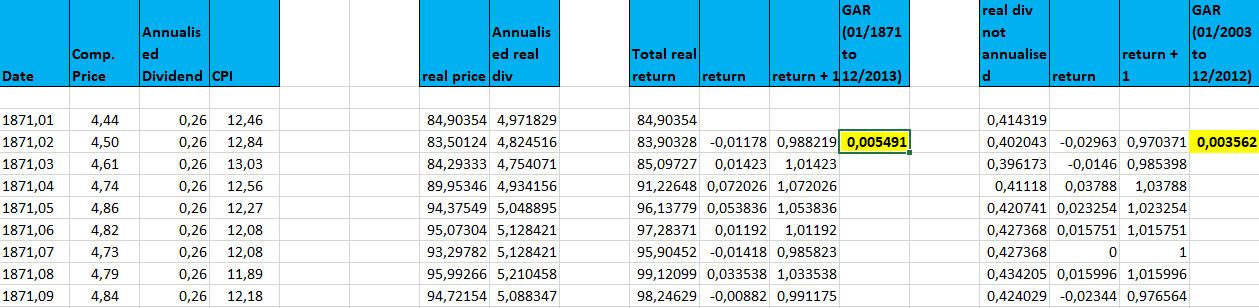 GAR real div GAR
Annualis Annualis (01/1871 not (01/2003
Comp. ed ed real Total real to annualise return + to
Date Price Dividend CPI real price div return return return + 1 12/2013) d return 1 12/2012)
1871,01 4,44 0,26 12,46 84,90354 4,971829 84,90354 0,414319
1871,02 4,50 0,26 12,84 83,50124 4,824516 83,90328 -0,01178 0,988219 0,005491 0,402043 -0,02963 0,970371 0,003562
1871,03 4,61 0,26 13,03 84,29333 4,754071 85,09727 0,01423 1,01423 0,396173 -0,0146 0,985398
1871,04 4,74 0,26 12,56 89,95346 4,934156 91,22648 0,072026 1,072026 0,41118 0,03788 1,03788
1871,05 4,86 0,26 12,27 94,37549 5,048895 96,13779 0,053836 1,053836 0,420741 0,023254 1,023254
1871,06 4,82 0,26 12,08 95,07304 5,128421 97,28371 0,01192 1,01192 0,427368 0,015751 1,015751
1871,07 4,73 0,26 12,08 93,29782 5,128421 95,90452 -0,01418 0,985823 0,427368 0 1
1871,08 4,79 0,26 11,89 95,99266 5,210458 99,12099 0,033538 1,033538 0,434205 0,015996 1,015996
1871,09 4,84 0,26 12,18 94,72154 5,088347 98,24629 -0,00882 0,991175 0,424029 -0,02344 0,976564